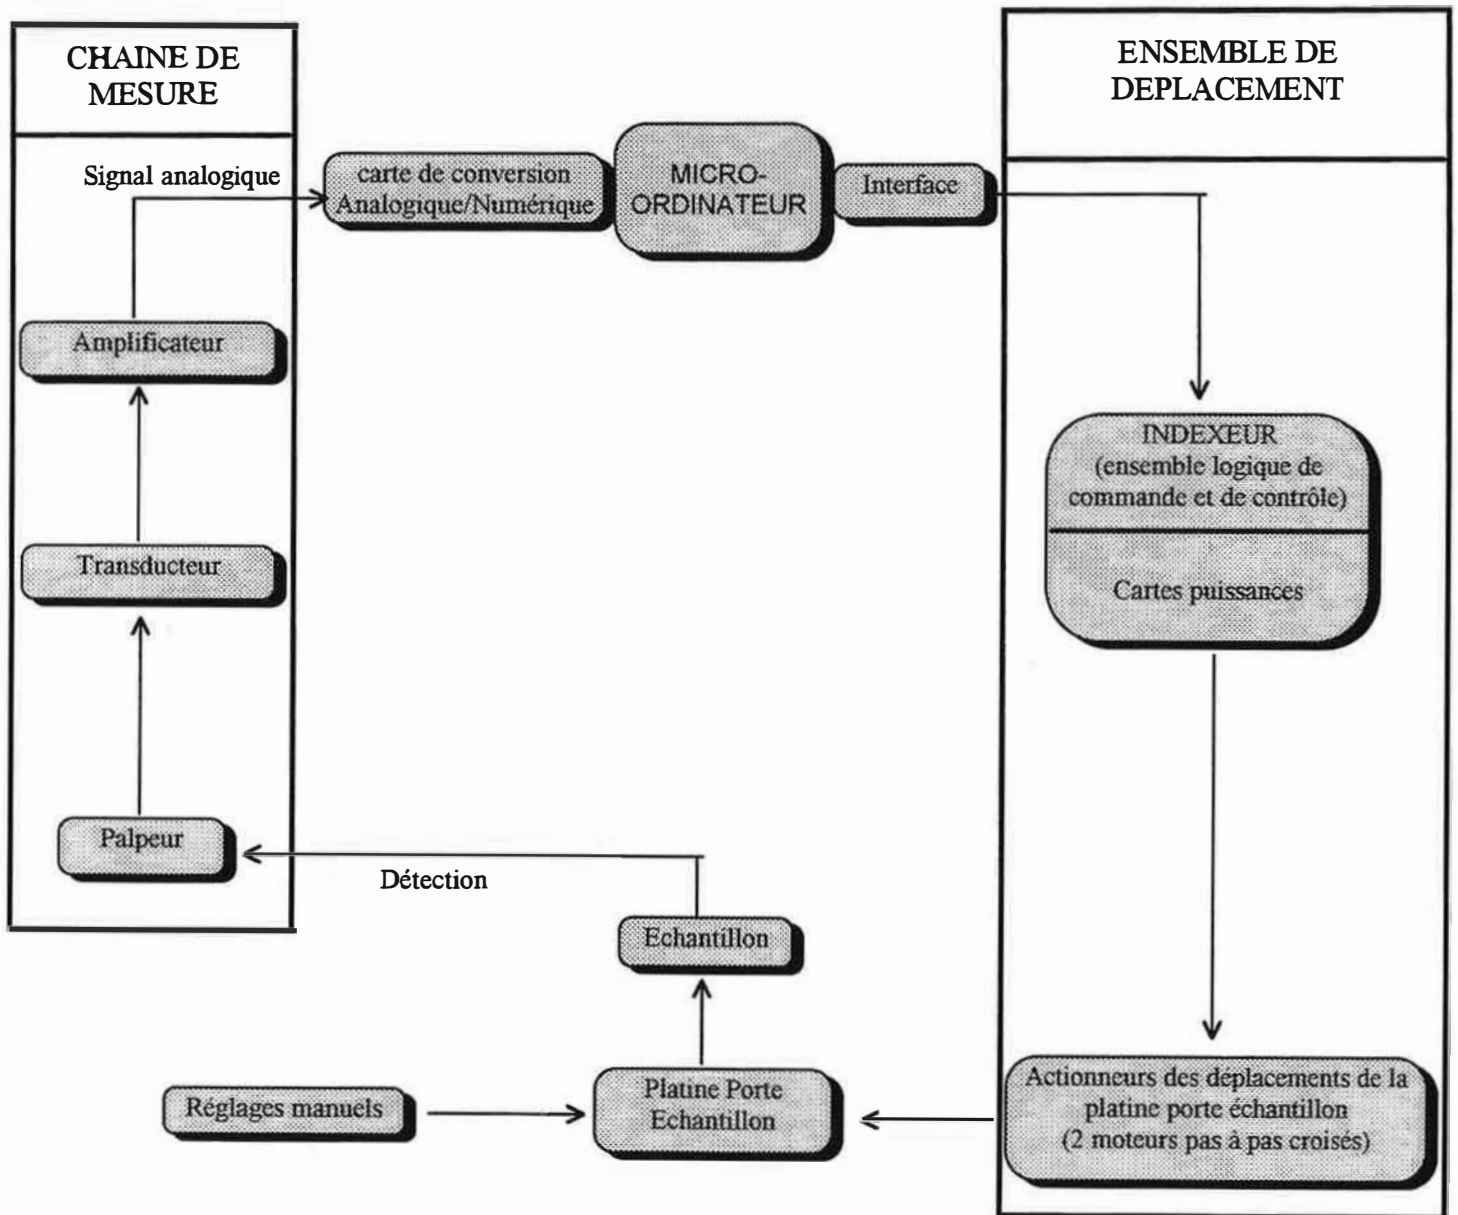 CHAINE DE
MESURE
Signal analogique
Amplificateur
Transducteur
Palpeur
carte de conversion
Analogique/Numérique
MICRO-
ORDINATEUR
Interface
ENSEMBLE DE
DEPLACEMENT
INDEXEUR
(ensemble logique de
commande et de contrôle)
Cartes puissances
Actionneurs des déplacements de la
platine porte échantillon
(2 moteurs pas à pas croisés)
Détection
Echantillon
Platine Porte
Echantillon
Réglages manuels